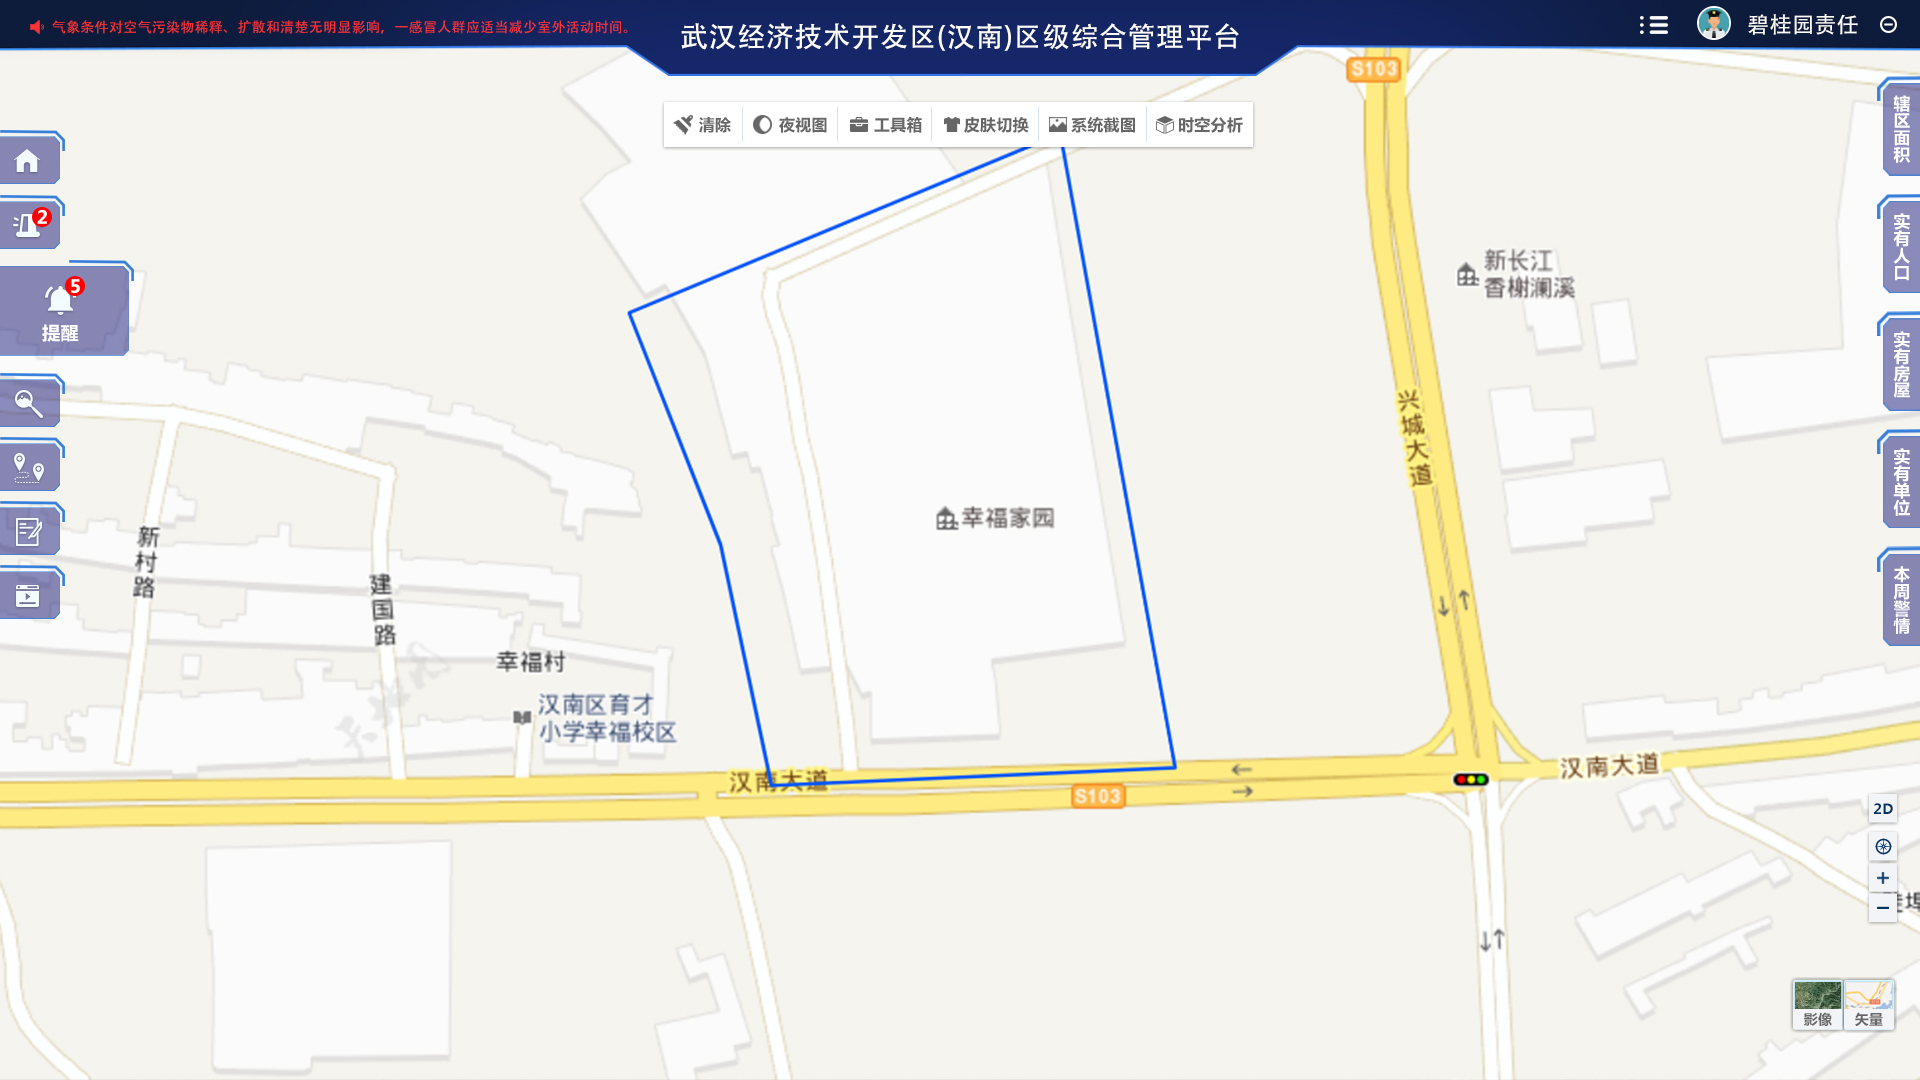 气象条件对空气污染物稀释、扩散和清楚无明显影响，一感冒人群应适当减少室外活动时间。
武汉经济技术开发区(汉南)区级综合管理平台
碧桂园责任
清除
夜视图
工具箱
皮肤切换
系统截图
时空分析
S103
辖区面积
实有人口
实有房屋
实有单位
本周警情
2
5
提醒
新长江
香榭澜溪
兴城大道
幸福家园
新村路
建国路
幸福村
汉南区育才
小学幸福校区
汉南大道
S103
汉南大道
2D
+
−
埠
影像
矢量